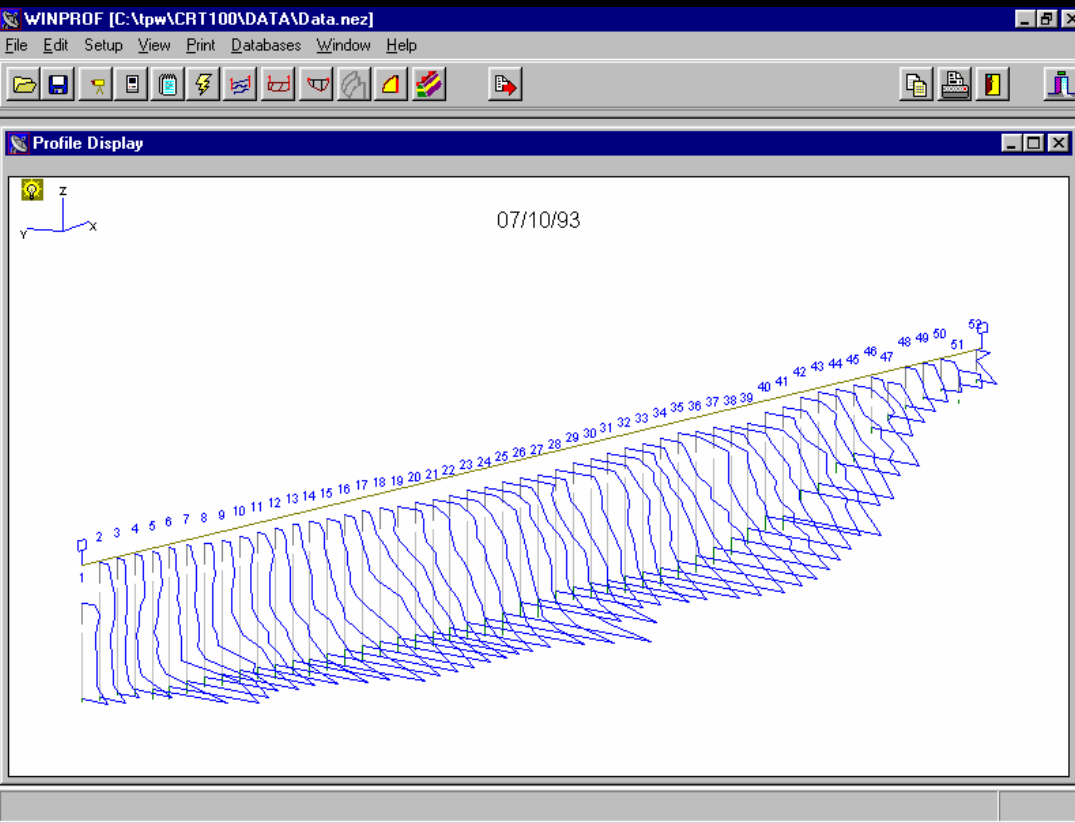 WINPROF [C:\tpw\CRT100\DATA\Data.nez]
File Edit Setup View Print Databases Window Help
Profile Display
Z
Y X
07/10/93
1 2 3 4 5 6 7 8 9 10 11 12 13 14 15 16 17 18 19 20 21 22 23 24 25 26 27 28 29 30 31 32 33 34 35 36 37 38 39 40 41 42 43 44 45 46 47 48 49 50 51 52